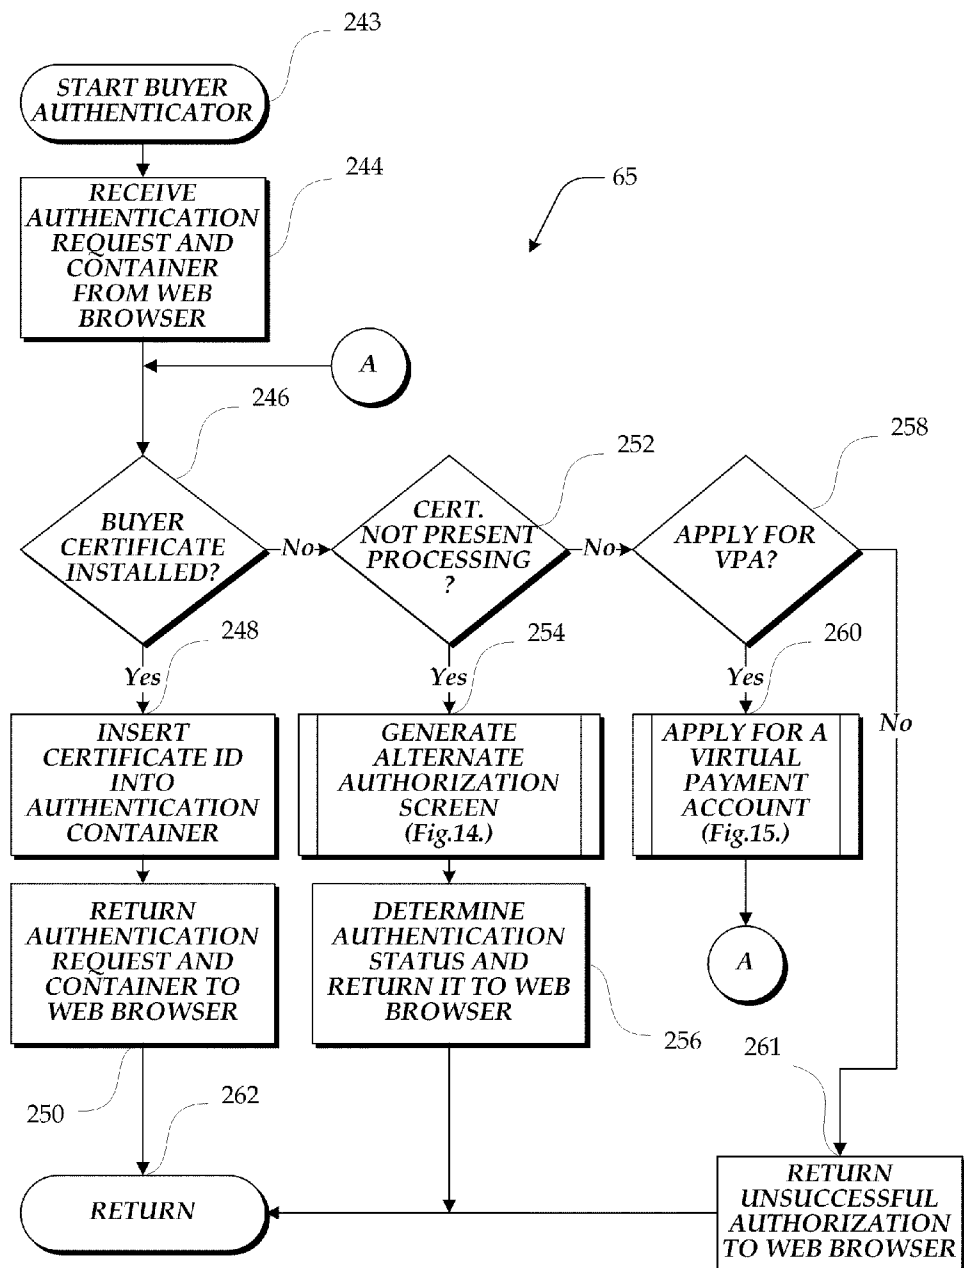 243
START BUYER
AUTHENTICATOR
244
RECEIVE
AUTHENTICATION
REQUEST AND
CONTAINER
FROM WEB
BROWSER
65
A
246
252
258
BUYER
CERTIFICATE
INSTALLED?
No
CERT.
NOT PRESENT
PROCESSING
?
No
APPLY FOR
VPA?
248
254
260
Yes
Yes
Yes
No
INSERT
CERTIFICATE ID
INTO
AUTHENTICATION
CONTAINER
GENERATE
ALTERNATE
AUTHORIZATION
SCREEN
(Fig.14.)
APPLY FOR A
VIRTUAL
PAYMENT
ACCOUNT
(Fig.15.)
RETURN
AUTHENTICATION
REQUEST AND
CONTAINER TO
WEB BROWSER
DETERMINE
AUTHENTICATION
STATUS AND
RETURN IT TO WEB
BROWSER
A
256
261
250
262
RETURN
RETURN
UNSUCCESSFUL
AUTHORIZATION
TO WEB BROWSER